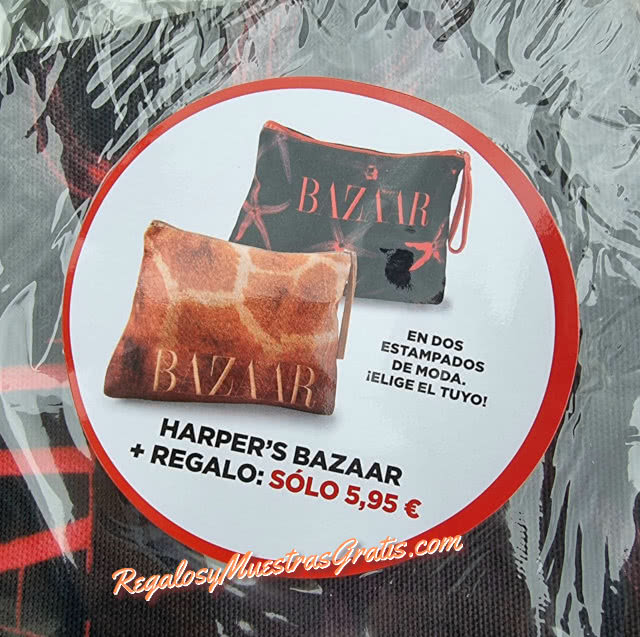 BAZAAR
BAZAAR
EN DOS
ESTAMPADOS
DE MODA.
¡ELIGE EL TUYO!
HARPER'S BAZAAR
+ REGALO: SÓLO 5,95 €
RegalosyMuestrasGratis.com